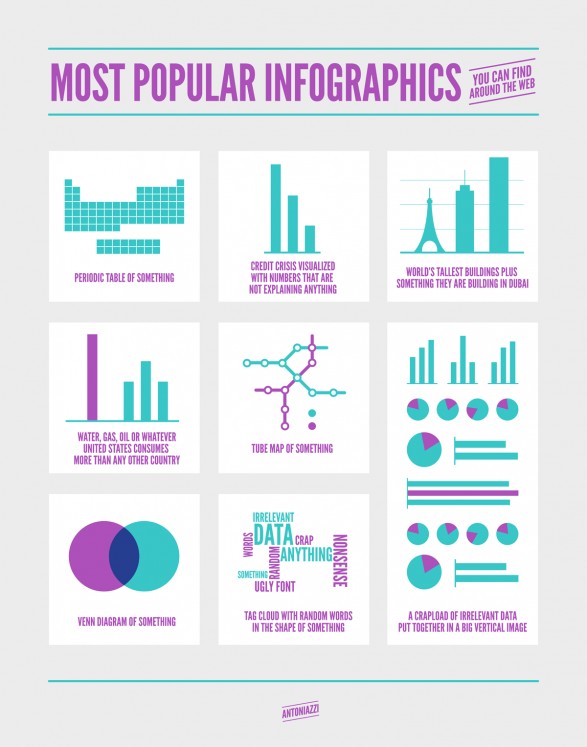 MOST POPULAR INFOGRAPHICS
YOU CAN FIND
AROUND THE WEB
PERIODIC TABLE OF SOMETHING
CREDIT CRISIS VISUALIZED
WITH NUMBERS THAT ARE
NOT EXPLAINING ANYTHING
WORLD'S TALLEST BUILDINGS PLUS
SOMETHING THEY ARE BUILDING IN DUBAI
WATER, GAS, OIL OR WHATEVER
UNITED STATES CONSUMES
MORE THAN ANY OTHER COUNTRY
TUBE MAP OF SOMETHING
VENN DIAGRAM OF SOMETHING
IRRELEVANT
WORDS
DATA
CRAP
RANDOM
ANYTHING
NONSENSE
SOMETHING
UGLY FONT
TAG CLOUD WITH RANDOM WORDS
IN THE SHAPE OF SOMETHING
A CRAPLOAD OF IRRELEVANT DATA
PUT TOGETHER IN A BIG VERTICAL IMAGE
ANTONIAZZI